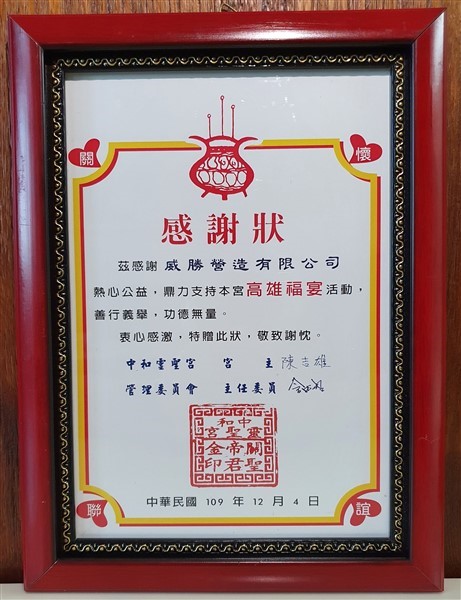 關 懷
感謝狀
茲感謝 威勝營造有限公司
熱心公益，鼎力支持本宮高雄福宴活動，
善行義舉，功德無量。
衷心感激，特贈此狀，敬致謝忱。
中和靈聖宮 宮 主 陳吉雄
管理委員會 主任委員
中和靈聖宮
關聖帝君金印
中華民國 109 年 12 月 4 日
聯 誼